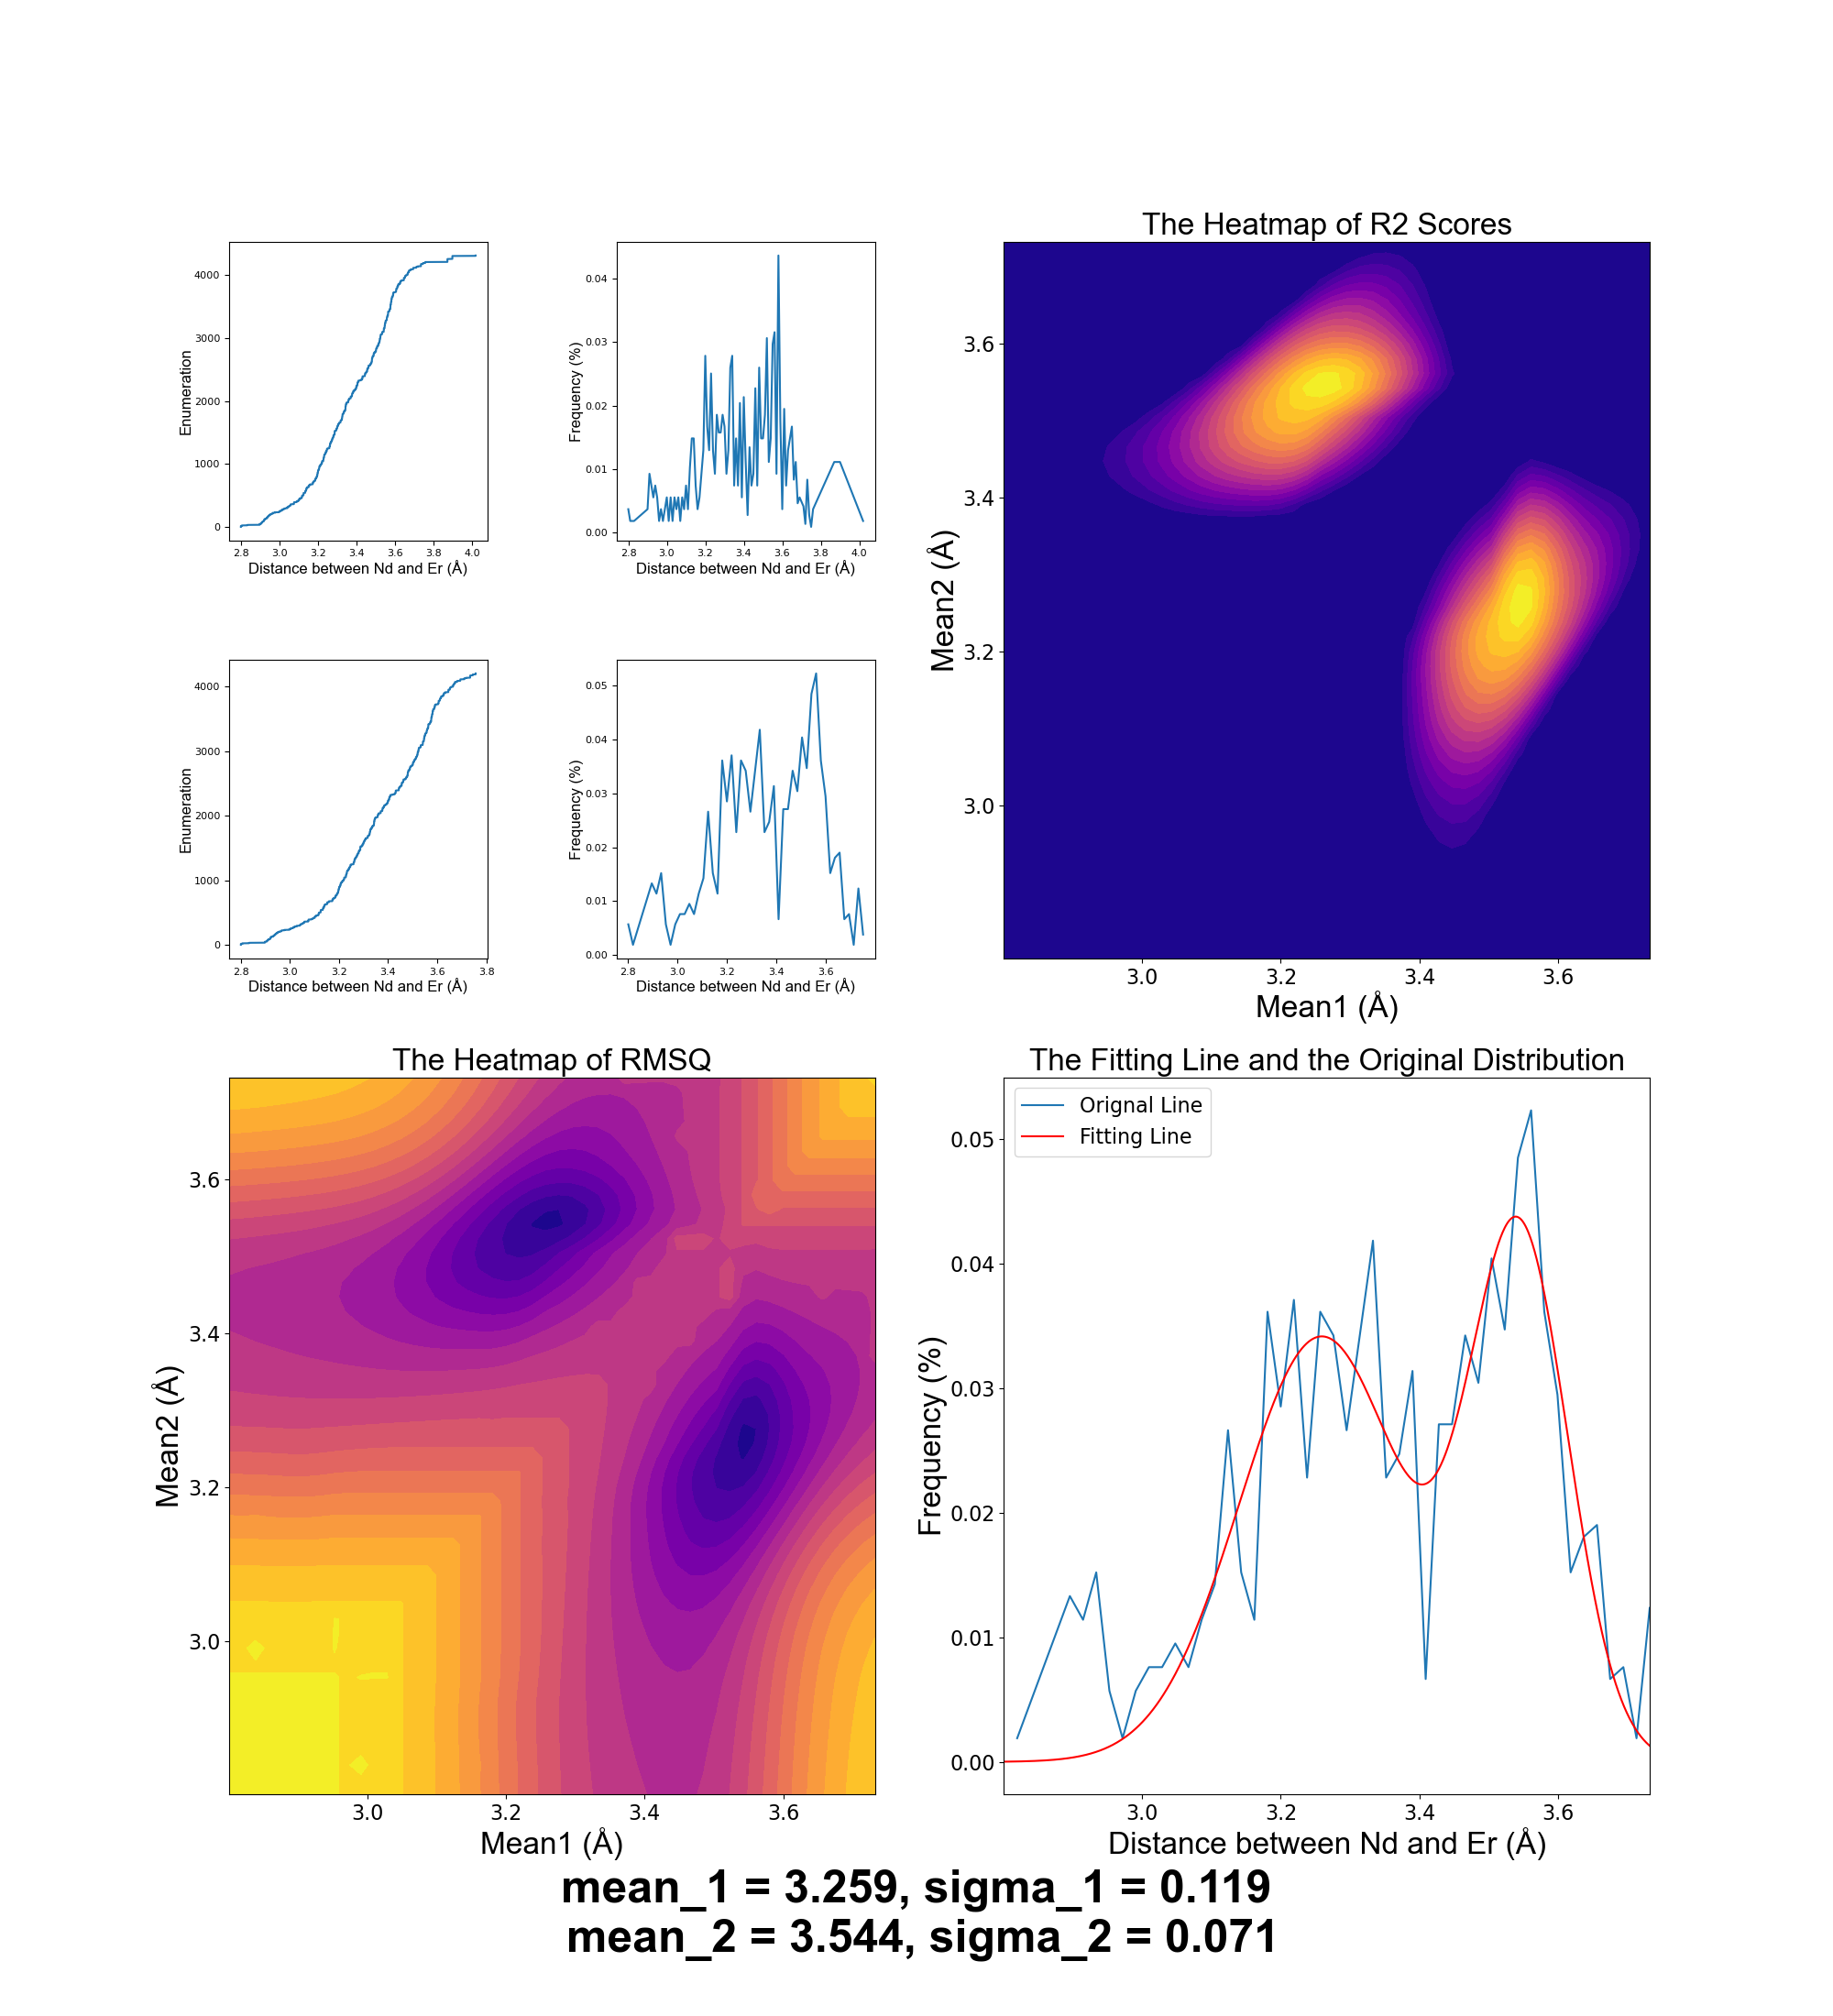 4000
3000
2000
1000
0
Enumeration
2.8 3.0 3.2 3.4 3.6 3.8 4.0
Distance between Nd and Er (Å)
0.04
0.03
0.02
0.01
0.00
Frequency (%)
2.8 3.0 3.2 3.4 3.6 3.8 4.0
Distance between Nd and Er (Å)
The Heatmap of R2 Scores
3.6
3.4
3.2
3.0
Mean2 (Å)
3.0 3.2 3.4 3.6
Mean1 (Å)
4000
3000
2000
1000
0
Enumeration
2.8 3.0 3.2 3.4 3.6 3.8
Distance between Nd and Er (Å)
0.05
0.04
0.03
0.02
0.01
0.00
Frequency (%)
2.8 3.0 3.2 3.4 3.6
Distance between Nd and Er (Å)
The Heatmap of RMSQ
3.6
3.4
3.2
3.0
Mean2 (Å)
3.0 3.2 3.4 3.6
Mean1 (Å)
The Fitting Line and the Original Distribution
Orignal Line
Fitting Line
0.05
0.04
0.03
0.02
0.01
0.00
Frequency (%)
3.0 3.2 3.4 3.6
Distance between Nd and Er (Å)
mean_1 = 3.259, sigma_1 = 0.119
mean_2 = 3.544, sigma_2 = 0.071